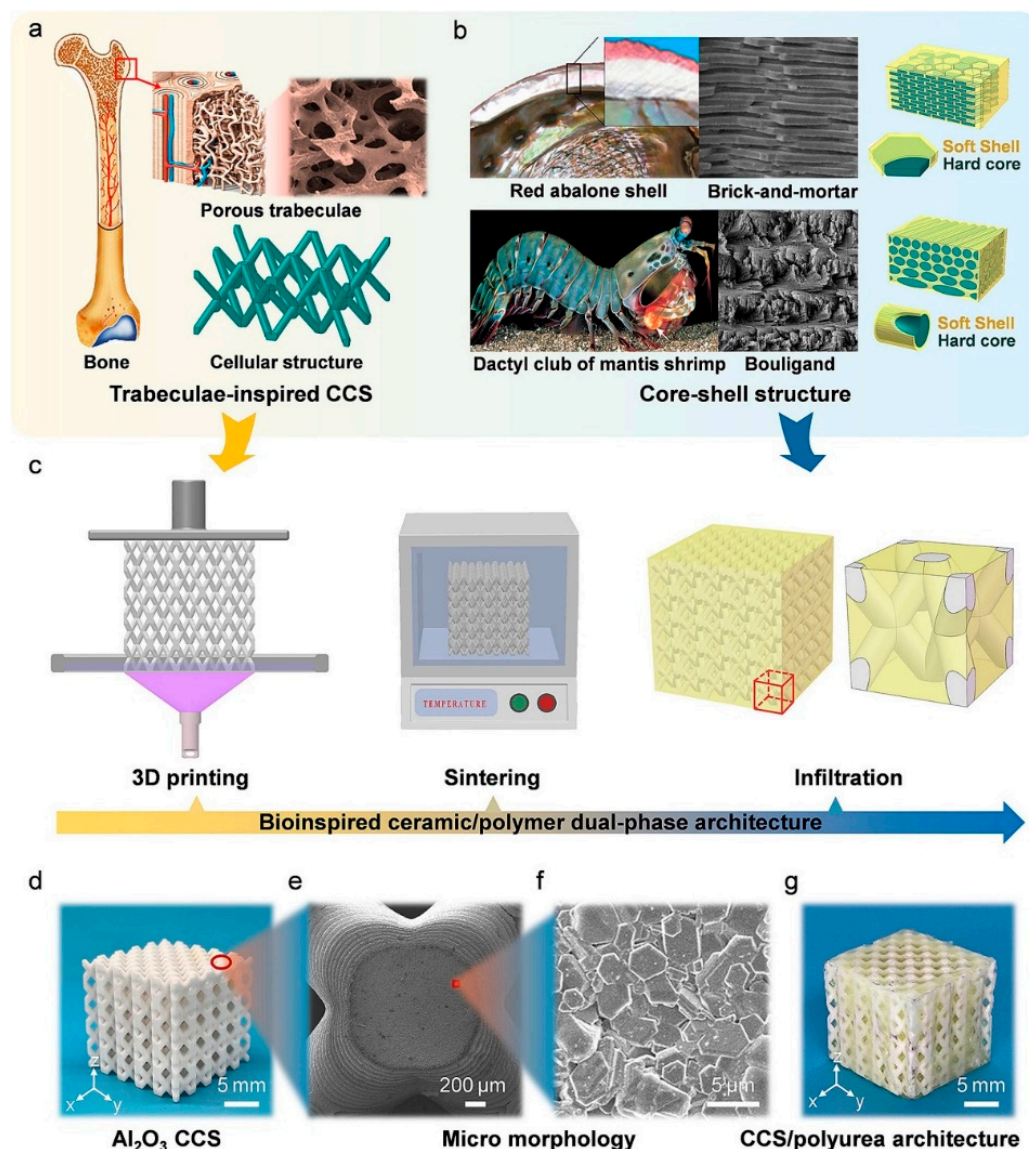 a
b
Soft Shell
Hard core
Red abalone shell
Brick-and-mortar
Porous trabeculae
Soft Shell
Hard core
Bone
Cellular structure
Dactyl club of mantis shrimp
Bouligand
Trabeculae-inspired CCS
Core-shell structure
c
TEMPERATURE
3D printing
Sintering
Infiltration
Bioinspired ceramic/polymer dual-phase architecture
d
e
f
g
z
x
y
5 mm
200 μm
5 μm
z
x
y
5 mm
Al₂O₃ CCS
Micro morphology
CCS/polyurea architecture